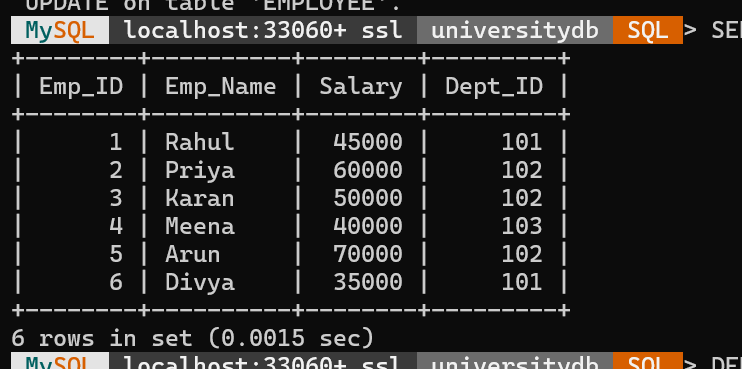 UPDATE on table 'EMPLOYEE'.
MySQL localhost:33060+ ssl universitydb SQL > SE
+--------+----------+--------+---------+
| Emp_ID | Emp_Name | Salary | Dept_ID |
+--------+----------+--------+---------+
| 1 | Rahul | 45000 | 101 |
| 2 | Priya | 60000 | 102 |
| 3 | Karan | 50000 | 102 |
| 4 | Meena | 40000 | 103 |
| 5 | Arun | 70000 | 102 |
| 6 | Divya | 35000 | 101 |
+--------+----------+--------+---------+
6 rows in set (0.0015 sec)
MySQL localhost:33060+ ssl universitydb SQL > DE